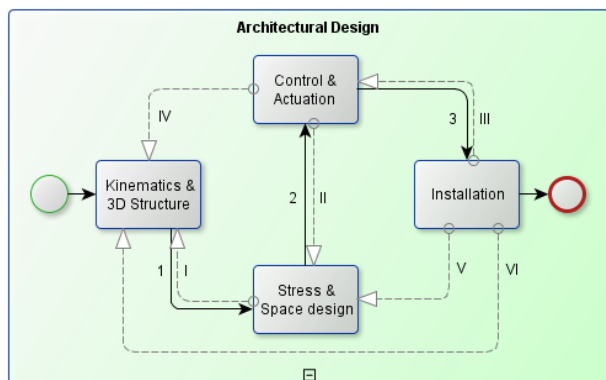 Architectural Design
Control &
Actuation
IV
3
III
Kinematics &
3D Structure
2
II
Installation
1
I
V
VI
Stress &
Space design